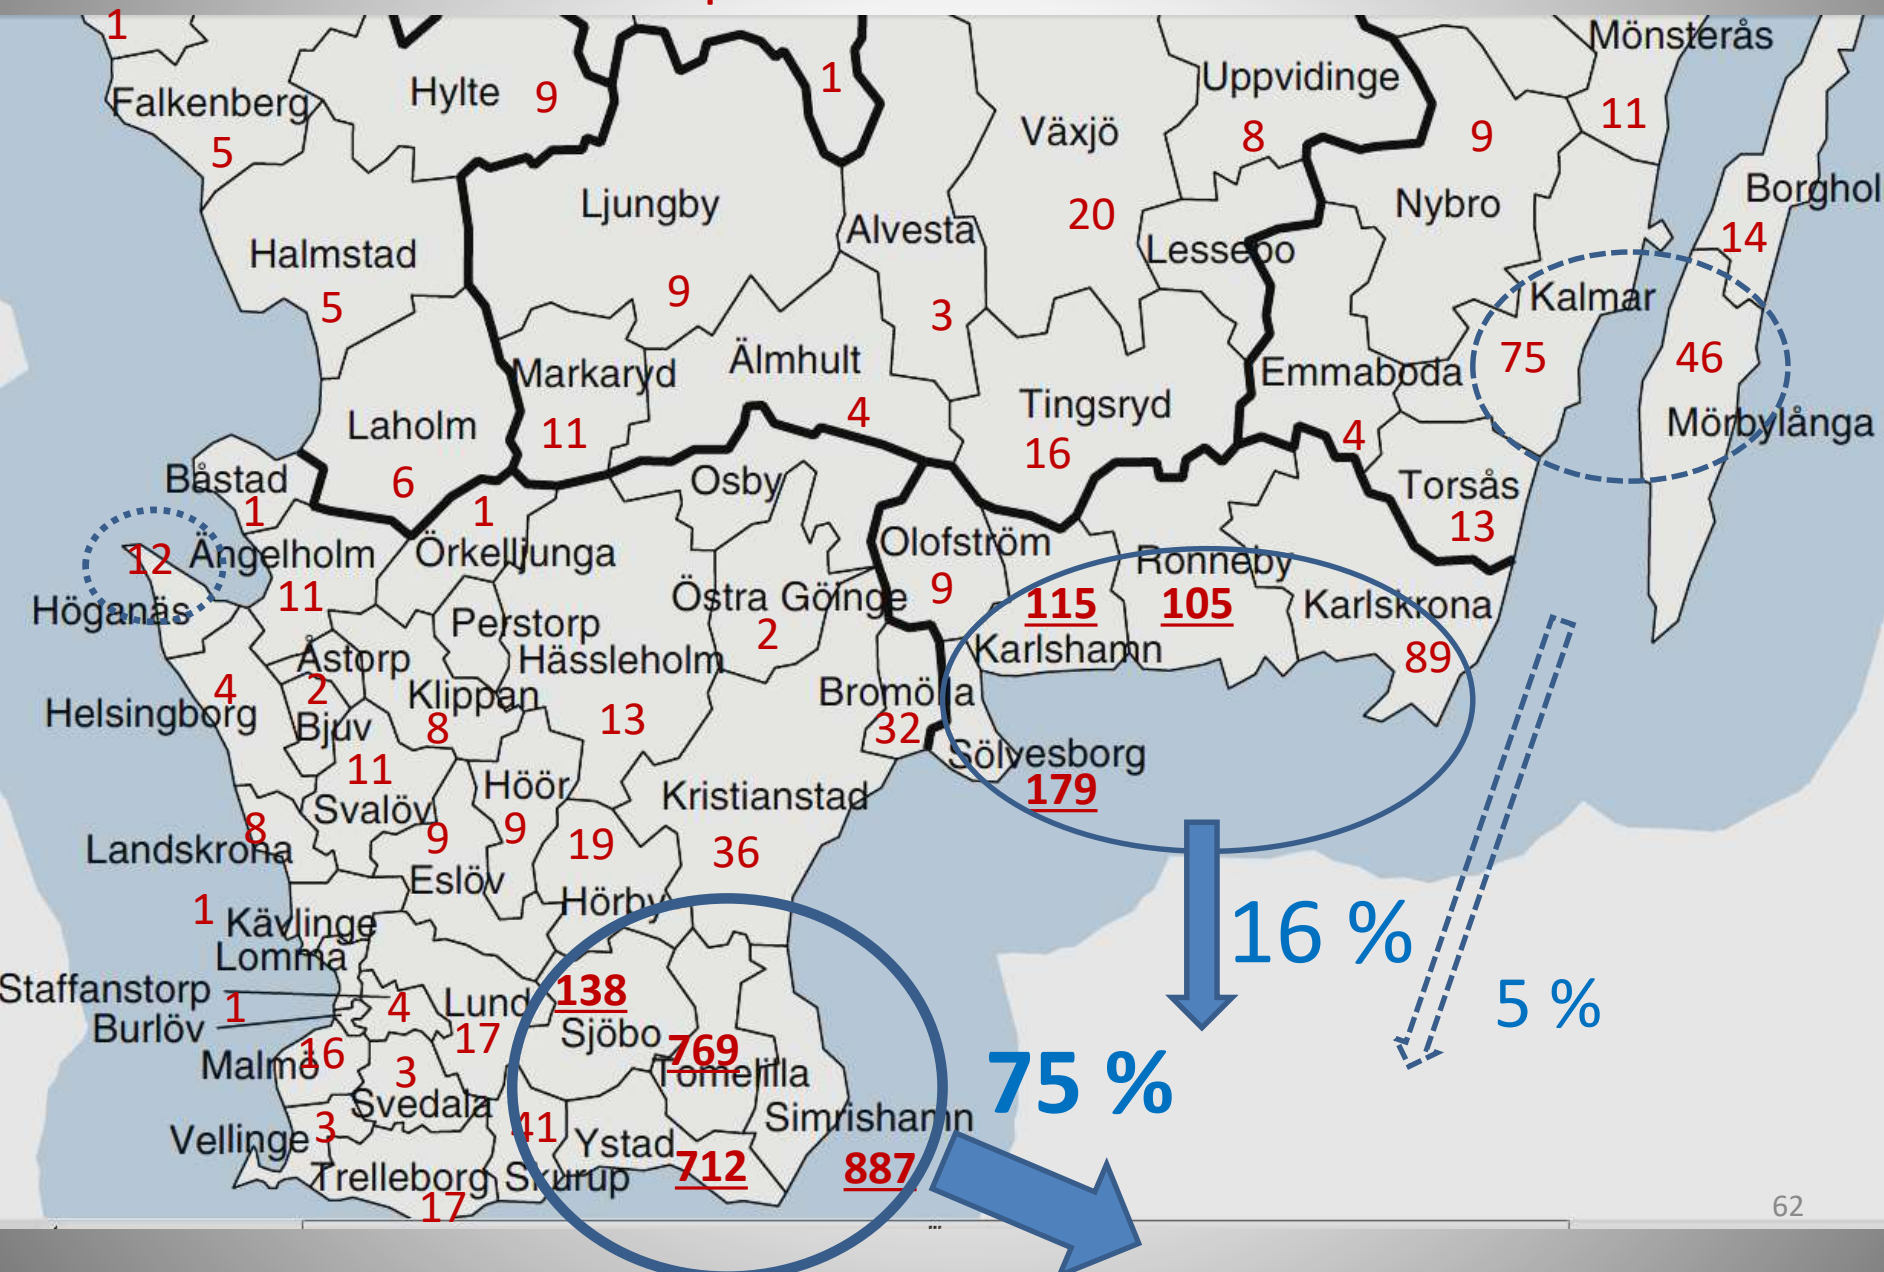 1
Mönsterås
Falkenberg
5
Hylte
9
1
Uppvidinge
8
9
11
Växjö
20
Ljungby
9
Alvesta
3
Lessebo
Nybro
Borghol
14
Halmstad
5
Kalmar
75
46
Mörbylånga
Markaryd
11
Älmhult
4
Tingsryd
16
Emmaboda
4
Laholm
6
Båstad
1
1
Osby
Torsås
13
12
Höganäs
Ängelholm
11
Örkelljunga
Olofström
9
Ronneby
105
Östra Göinge
2
115
Karlshamn
Karlskrona
89
Perstorp
Åstorp
2
Hässleholm
13
Klippan
8
Bromölla
32
4
Helsingborg
Bjuv
11
Sölvesborg
179
Höör
9
Svalöv
Kristianstad
36
8
Landskrona
9
Eslöv
19
Hörby
1
Kävlinge
Lomma
16 %
Staffanstorp
1
4
Burlöv
Lund
17
138
Sjöbo
5 %
769
Tomelilla
Malmö
16
3
Svedala
75 %
Simrishamn
887
Vellinge
3
41
Ystad
712
Trelleborg
17
Skurup
62